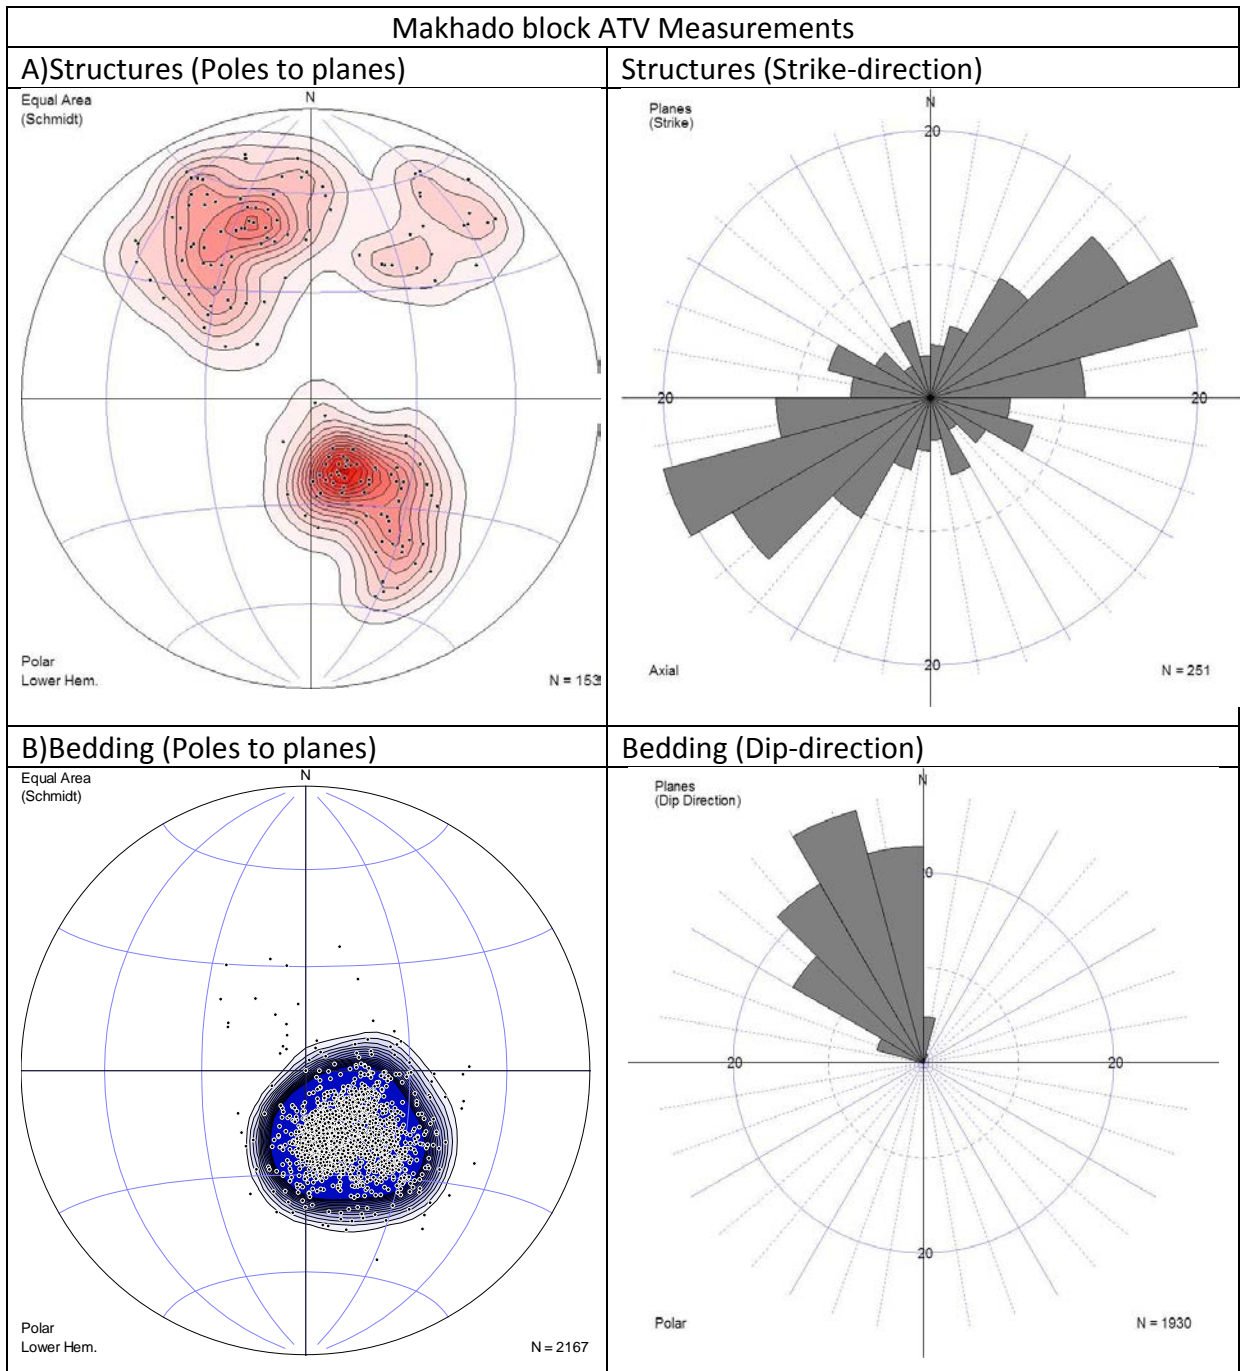 Makhado block ATV Measurements
A)Structures (Poles to planes)
Structures (Strike-direction)
Equal Area
(Schmidt)
N
Polar
Lower Hem.
N = 153
Planes
(Strike)
N
20
20
20
20
Axial
N = 251
B)Bedding (Poles to planes)
Bedding (Dip-direction)
Equal Area
(Schmidt)
N
Polar
Lower Hem.
N = 2167
Planes
(Dip Direction)
N
0
20
20
20
Polar
N = 1930